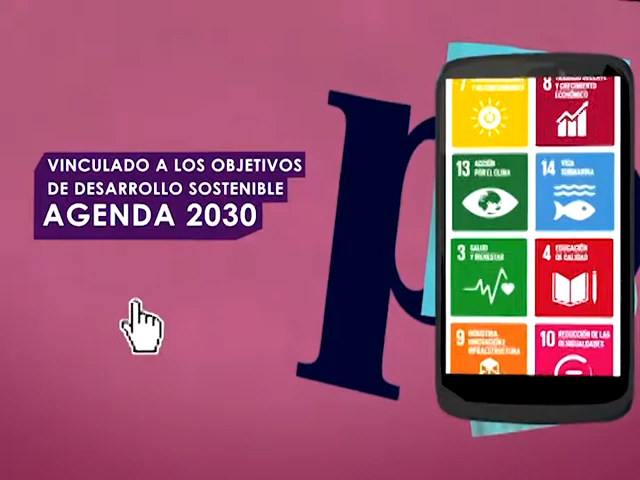 VINCULADO A LOS OBJETIVOS
DE DESARROLLO SOSTENIBLE
AGENDA 2030
p
7
8
Y CRECIMIENTO
ECONÓMICO
13 ACCIÓN
POR EL CLIMA
14 VIDA
SUBMARINA
3 SALUD
Y BIENESTAR
4 EDUCACIÓN
DE CALIDAD
9 INDUSTRIA,
INNOVACIÓN E
INFRAESTRUCTURA
10 REDUCCIÓN DE LAS
DESIGUALDADES